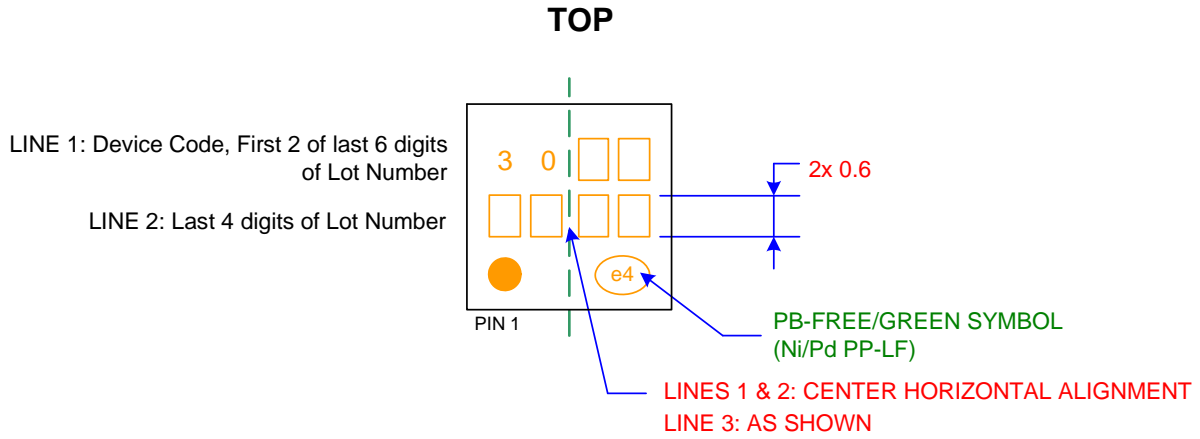 TOP
LINE 1: Device Code, First 2 of last 6 digits
of Lot Number
3 0
2x 0.6
LINE 2: Last 4 digits of Lot Number
e4
PIN 1
PB-FREE/GREEN SYMBOL
(Ni/Pd PP-LF)
LINES 1 & 2: CENTER HORIZONTAL ALIGNMENT
LINE 3: AS SHOWN